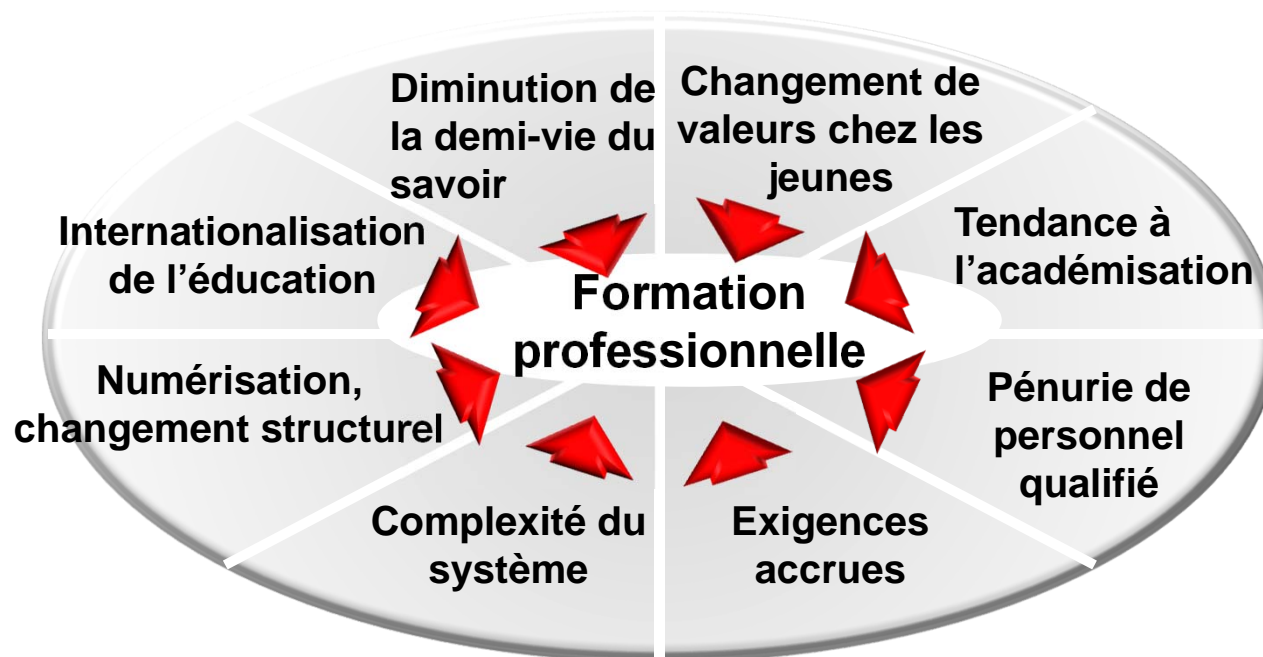 Diminution de
la demi-vie du
savoir
Changement de
valeurs chez les
jeunes
Internationalisation
de l’éducation
Tendance à
l’académisation
Formation
professionnelle
Numérisation,
changement structurel
Pénurie de
personnel
qualifié
Complexité du
système
Exigences
accrues